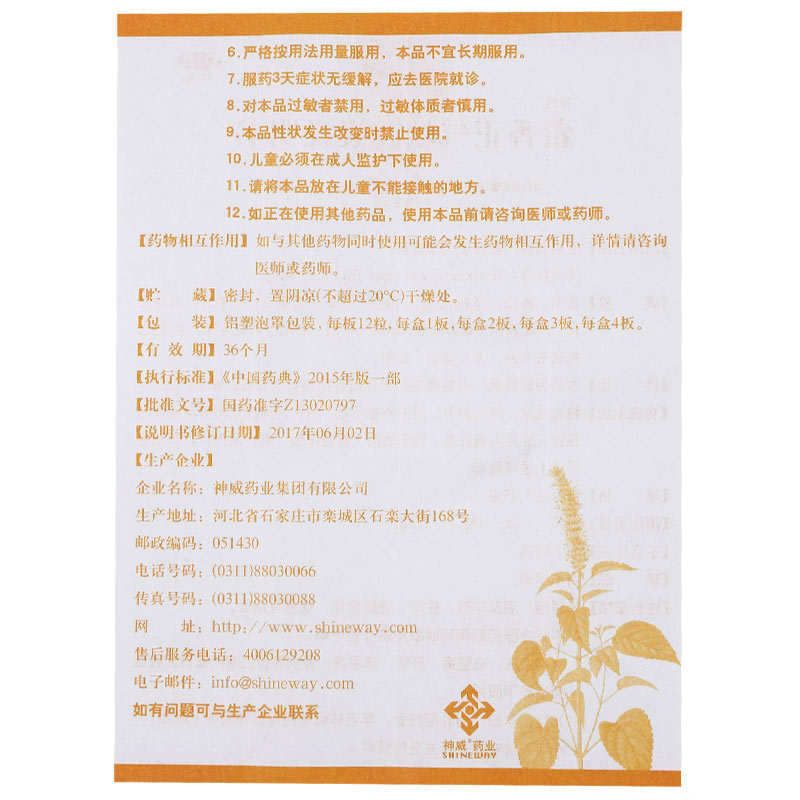 6.严格按用法用量服用，本品不宜长期服用。
7.服药3天症状无缓解，应去医院就诊。
8.对本品过敏者禁用，过敏体质者慎用。
9.本品性状发生改变时禁止使用。
10.儿童必须在成人监护下使用。
11.请将本品放在儿童不能接触的地方。
12.如正在使用其他药品，使用本品前请咨询医师或药师。
【药物相互作用】如与其他药物同时使用可能会发生药物相互作用，详情请咨询
医师或药师。
【贮　　藏】密封，置阴凉(不超过20℃)干燥处。
【包　　装】铝塑泡罩包装，每板12粒，每盒1板，每盒2板，每盒3板，每盒4板。
【有 效 期】36个月
【执行标准】《中国药典》2015年版一部
【批准文号】国药准字Z13020797
【说明书修订日期】2017年06月02日
【生产企业】
企业名称：神威药业集团有限公司
生产地址：河北省石家庄市栾城区石栾大街168号
邮政编码：051430
电话号码：(0311)88030066
传真号码：(0311)88030088
网　　址：http://www.shineway.com
售后服务电话：4006129208
电子邮件：info@shineway.com
如有问题可与生产企业联系
神威®药业
SHINEWAY